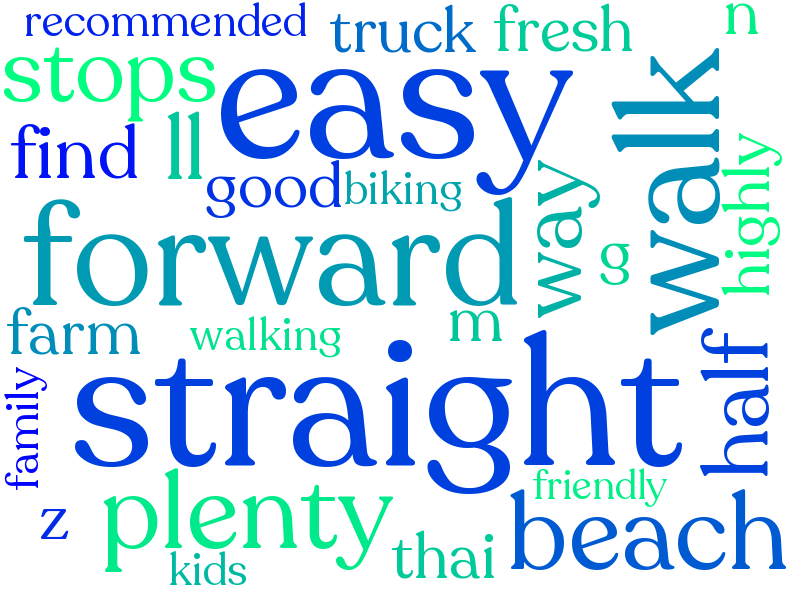 recommended
truck
fresh
n
stops
easy
walk
find
ll
good
biking
way
highly
forward
g
farm
walking
m
straight
half
family
z
plenty
friendly
beach
thai
kids